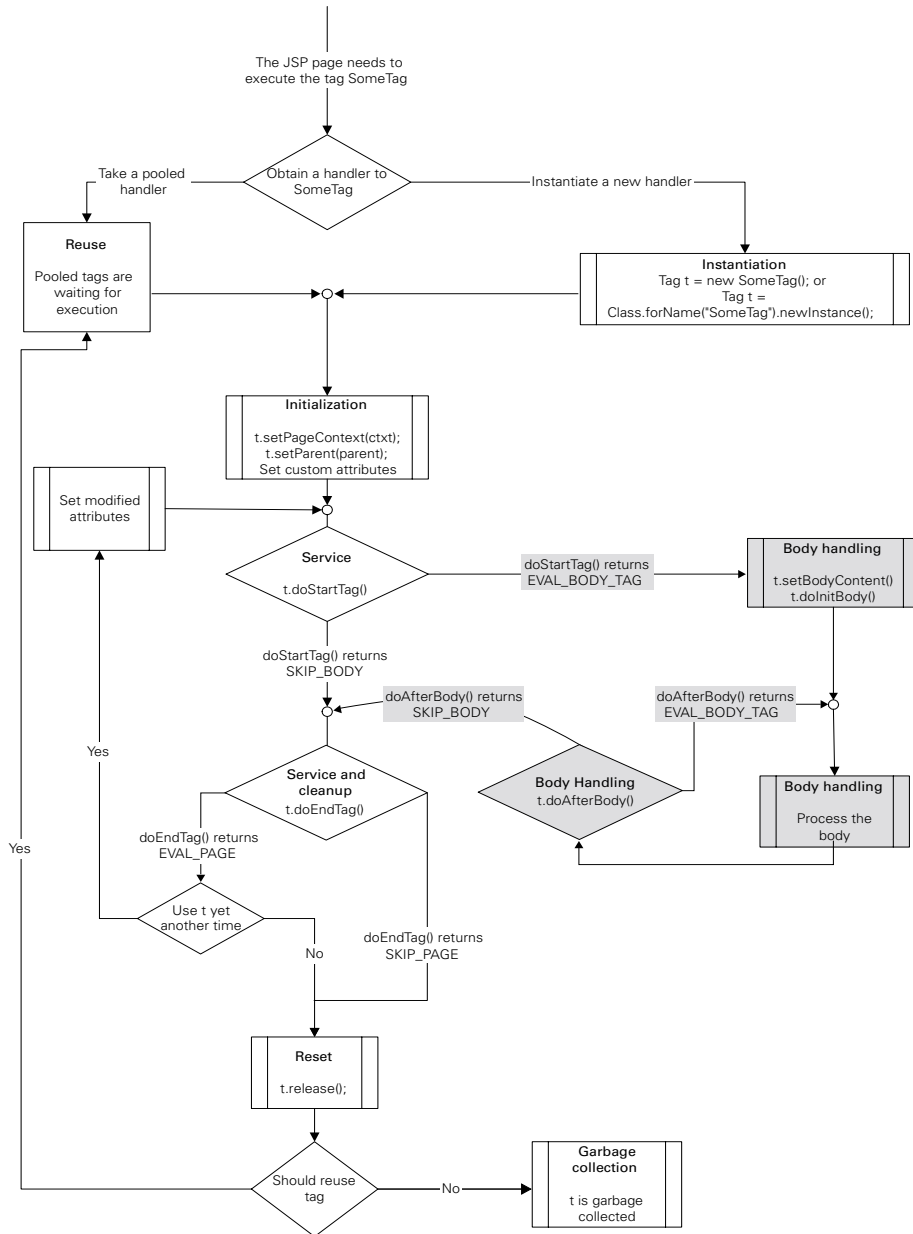 The JSP page needs to
execute the tag SomeTag
Take a pooled
handler
Obtain a handler to
SomeTag
Instantiate a new handler
Reuse
Pooled tags are
waiting for
execution
Instantiation
Tag t = new SomeTag(); or
Tag t =
Class.forName("SomeTag").newInstance();
Initialization
t.setPageContext(ctxt);
t.setParent(parent);
Set custom attributes
Set modified
attributes
Service
t.doStartTag()
doStartTag() returns
EVAL_BODY_TAG
Body handling
t.setBodyContent()
t.doInitBody()
doStartTag() returns
SKIP_BODY
doAfterBody() returns
SKIP_BODY
doAfterBody() returns
EVAL_BODY_TAG
Yes
Service and
cleanup
t.doEndTag()
Body Handling
t.doAfterBody()
Body handling
Process the
body
Yes
doEndTag() returns
EVAL_PAGE
Use t yet
another time
No
doEndTag() returns
SKIP_PAGE
Reset
t.release();
Should reuse
tag
No
Garbage
collection
t is garbage
collected